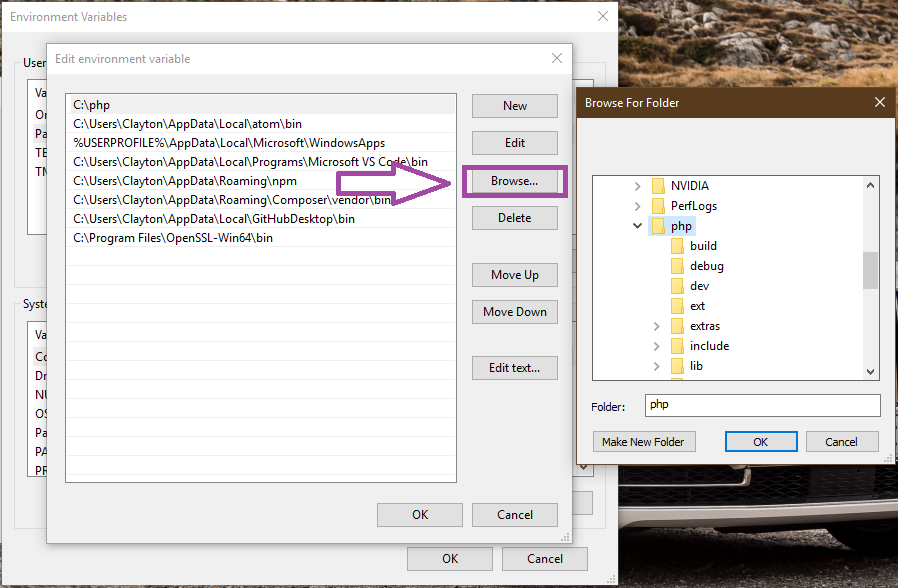 Environment Variables
Edit environment variable
User
Va
Pa
TE
TM
C:\php
C:\Users\Clayton\AppData\Local\atom\bin
%USERPROFILE%\AppData\Local\Microsoft\WindowsApps
C:\Users\Clayton\AppData\Local\Programs\Microsoft VS Code\bin
C:\Users\Clayton\AppData\Roaming\npm
C:\Users\Clayton\AppData\Roaming\Composer\vendor\bin
C:\Users\Clayton\AppData\Local\GitHubDesktop\bin
C:\Program Files\OpenSSL-Win64\bin
New
Edit
Browse...
Delete
Move Up
Move Down
Edit text...
Syste
Va
Co
Dr
NU
OS
Pa
PA
PR
OK
Cancel
OK
Cancel
Browse For Folder
NVIDIA
PerfLogs
php
build
debug
dev
ext
extras
include
lib
Folder:
php
Make New Folder
OK
Cancel